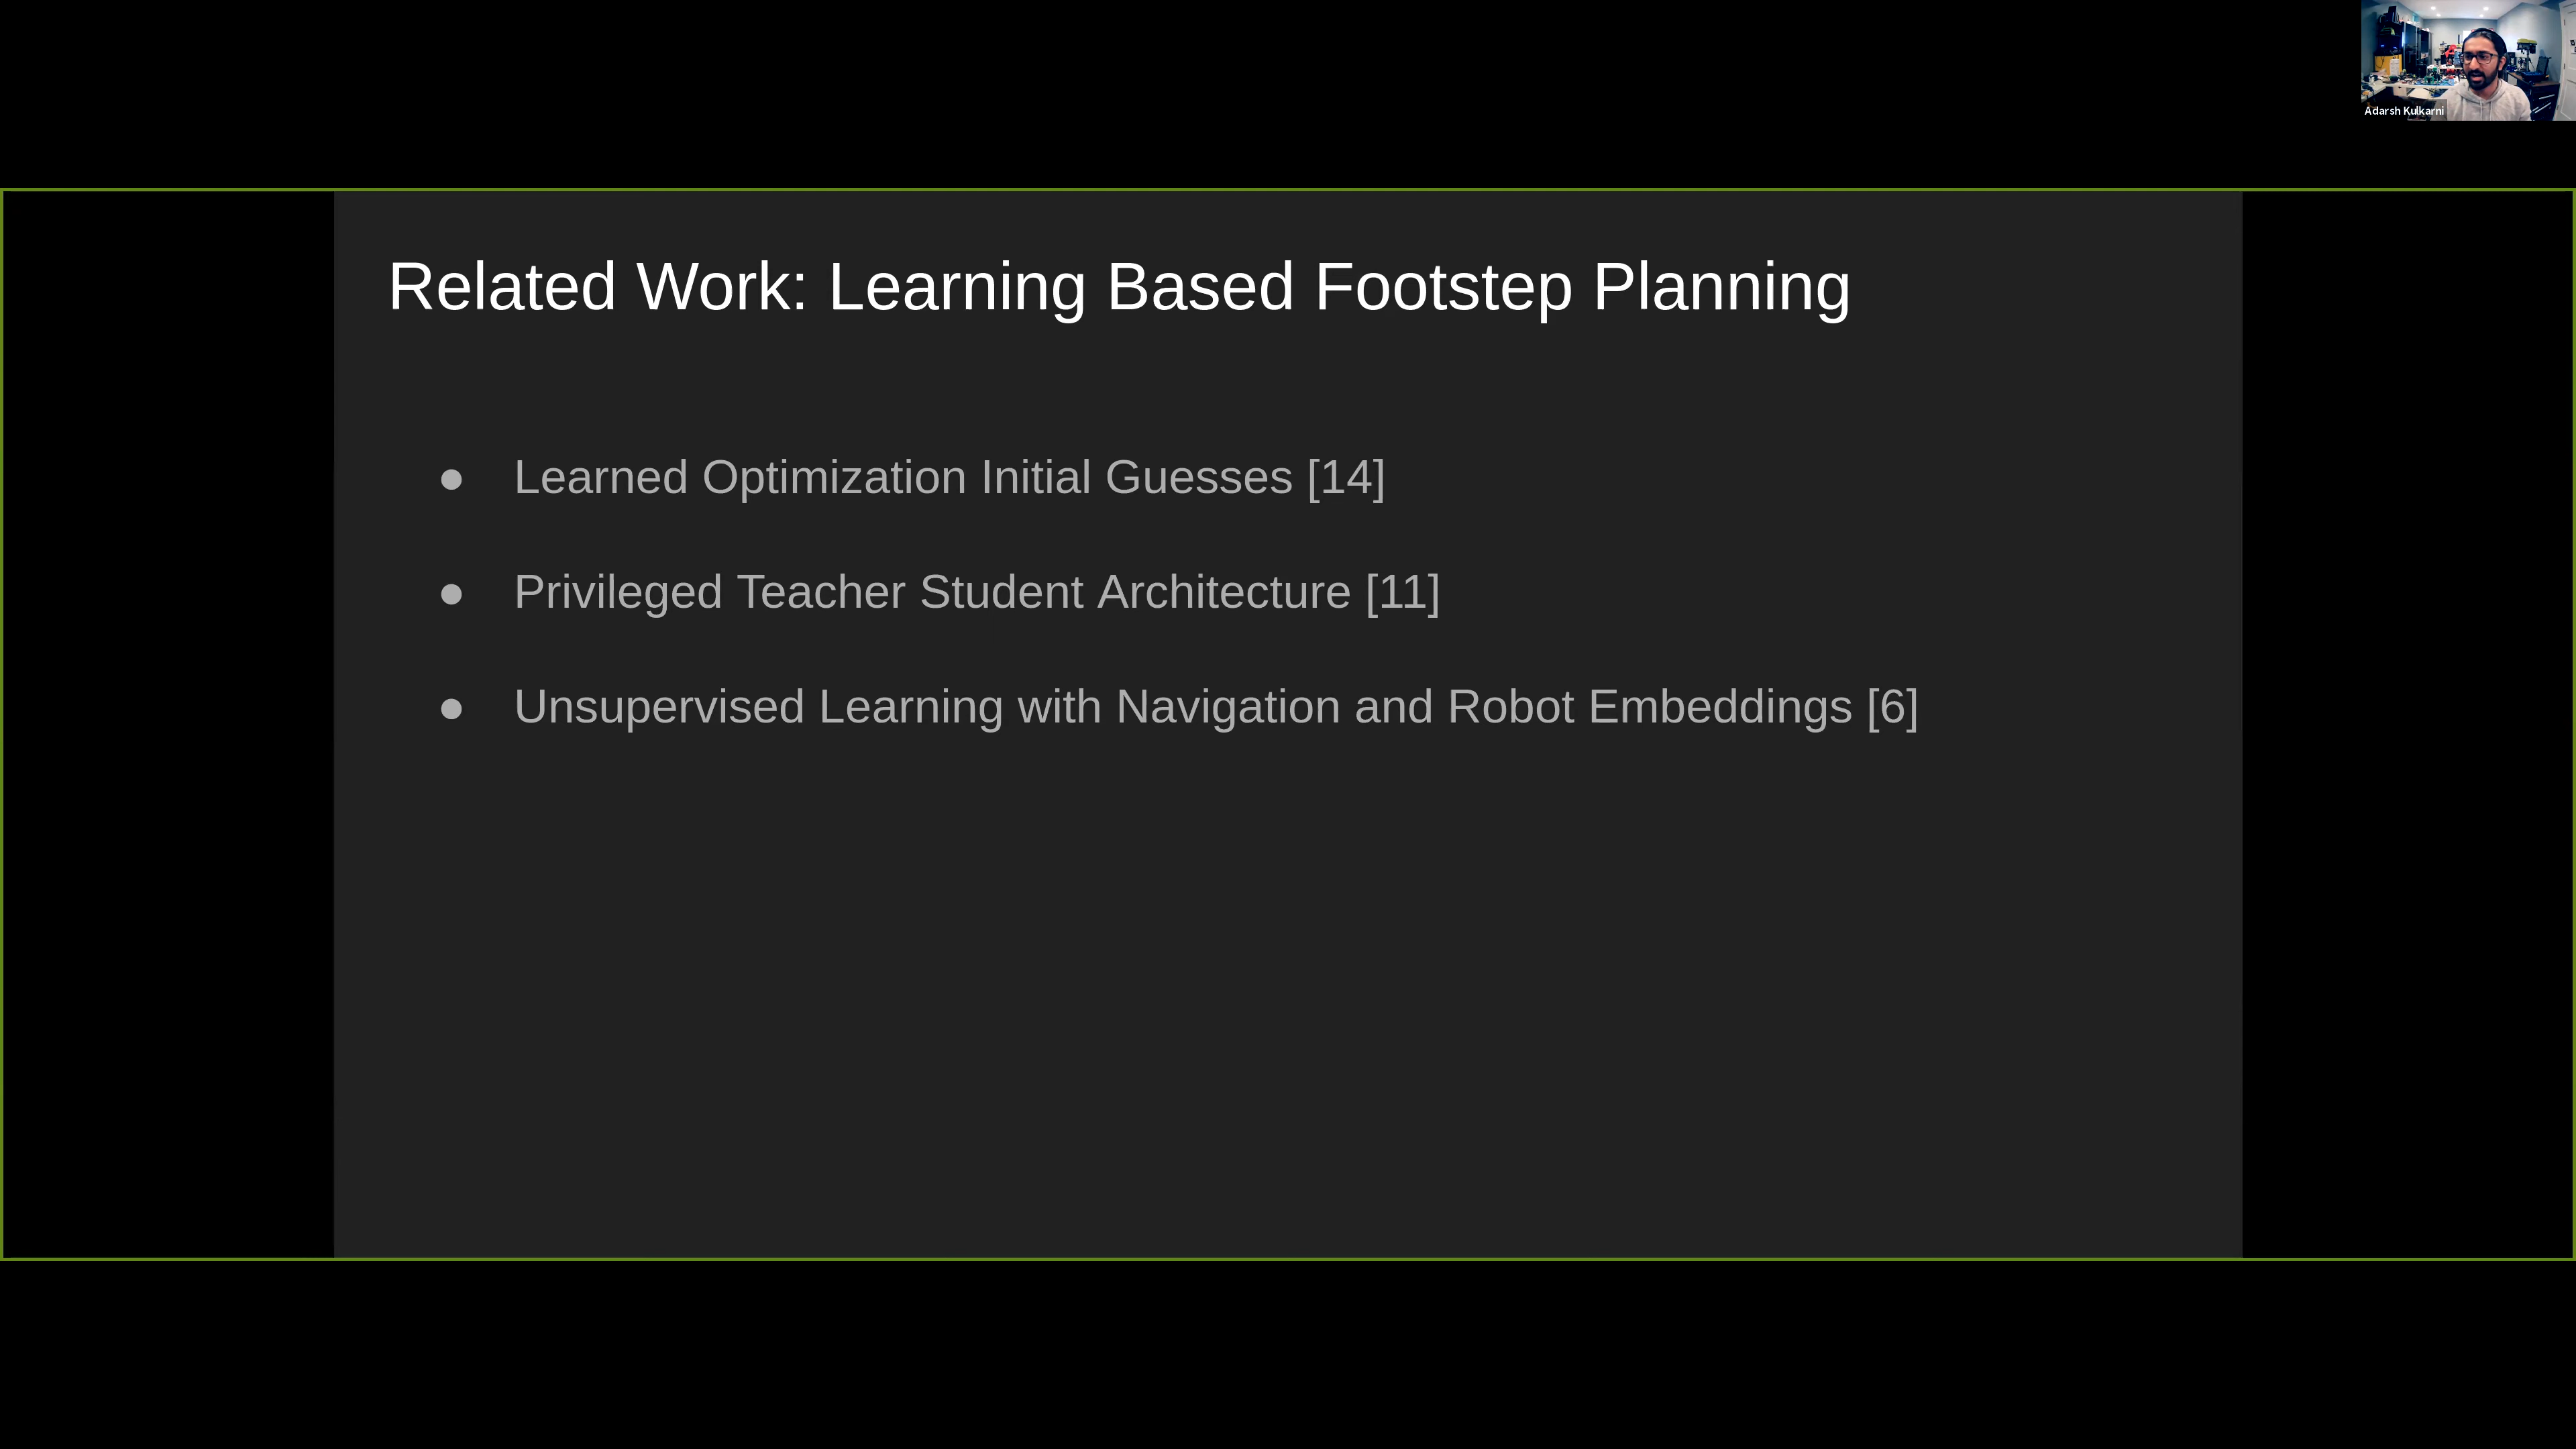 Adarsh Kulkarni
Related Work: Learning Based Footstep Planning
● Learned Optimization Initial Guesses [14]
● Privileged Teacher Student Architecture [11]
● Unsupervised Learning with Navigation and Robot Embeddings [6]